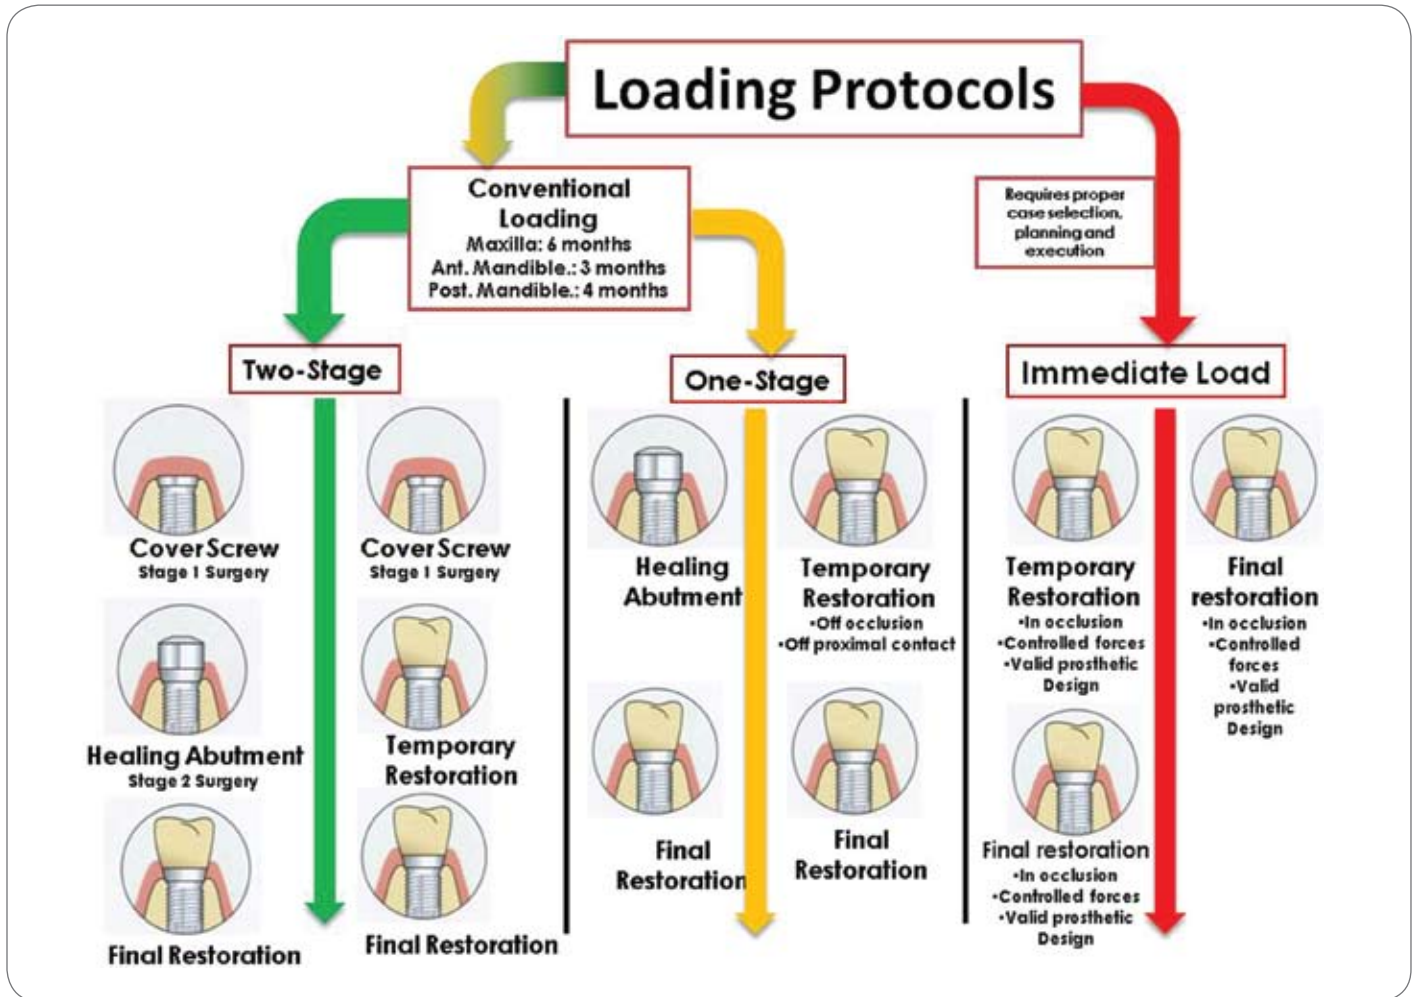 Loading Protocols
Conventional
Loading
Maxilla: 6 months
Ant. Mandible.: 3 months
Post. Mandible.: 4 months
Requires proper
case selection,
planning and
execution
Two-Stage
Cover Screw
Stage 1 Surgery
Healing Abutment
Stage 2 Surgery
Final Restoration
Cover Screw
Stage 1 Surgery
Temporary
Restoration
Final Restoration
One-Stage
Healing
Abutment
Final
Restoration
Temporary
Restoration
•Off occlusion
•Off proximal contact
Final
Restoration
Immediate Load
Temporary
Restoration
•In occlusion
•Controlled forces
•Valid prosthetic
Design
Final restoration
•In occlusion
•Controlled forces
•Valid prosthetic
Design
Final
restoration
•In occlusion
•Controlled
forces
•Valid
prosthetic
Design